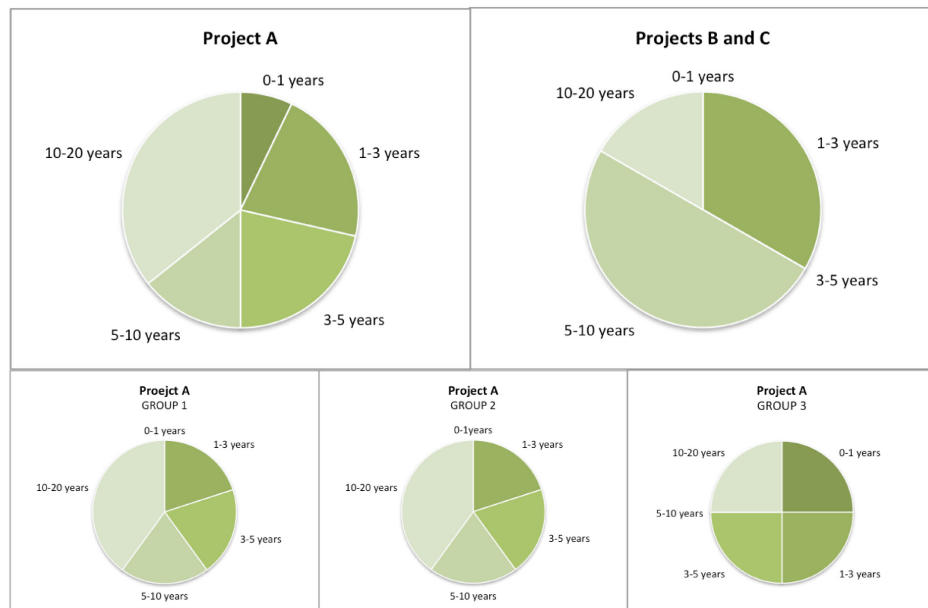 Project A
0-1 years
1-3 years
3-5 years
5-10 years
10-20 years
Projects B and C
0-1 years
1-3 years
3-5 years
5-10 years
10-20 years
Proejct A
GROUP 1
0-1 years
1-3 years
3-5 years
5-10 years
10-20 years
Project A
GROUP 2
0-1years
1-3 years
3-5 years
5-10 years
10-20 years
Project A
GROUP 3
0-1 years
1-3 years
3-5 years
5-10 years
10-20 years